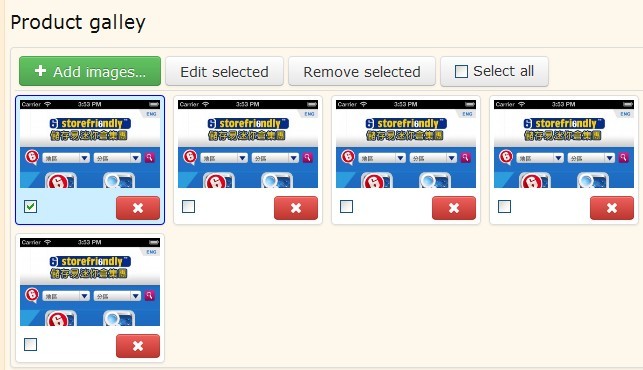 Product galley
Add images...
Edit selected
Remove selected
Select all
Carrier 3:53 PM
ENG
storefriendly™
儲存易迷你倉集團
地區 分區
Carrier 3:53 PM
ENG
storefriendly™
儲存易迷你倉集團
地區 分區
Carrier 3:53 PM
ENG
storefriendly™
儲存易迷你倉集團
地區 分區
Carrier 3:53 PM
ENG
storefriendly™
儲存易迷你倉集團
地區 分區
Carrier 3:53 PM
ENG
storefriendly™
儲存易迷你倉集團
地區 分區